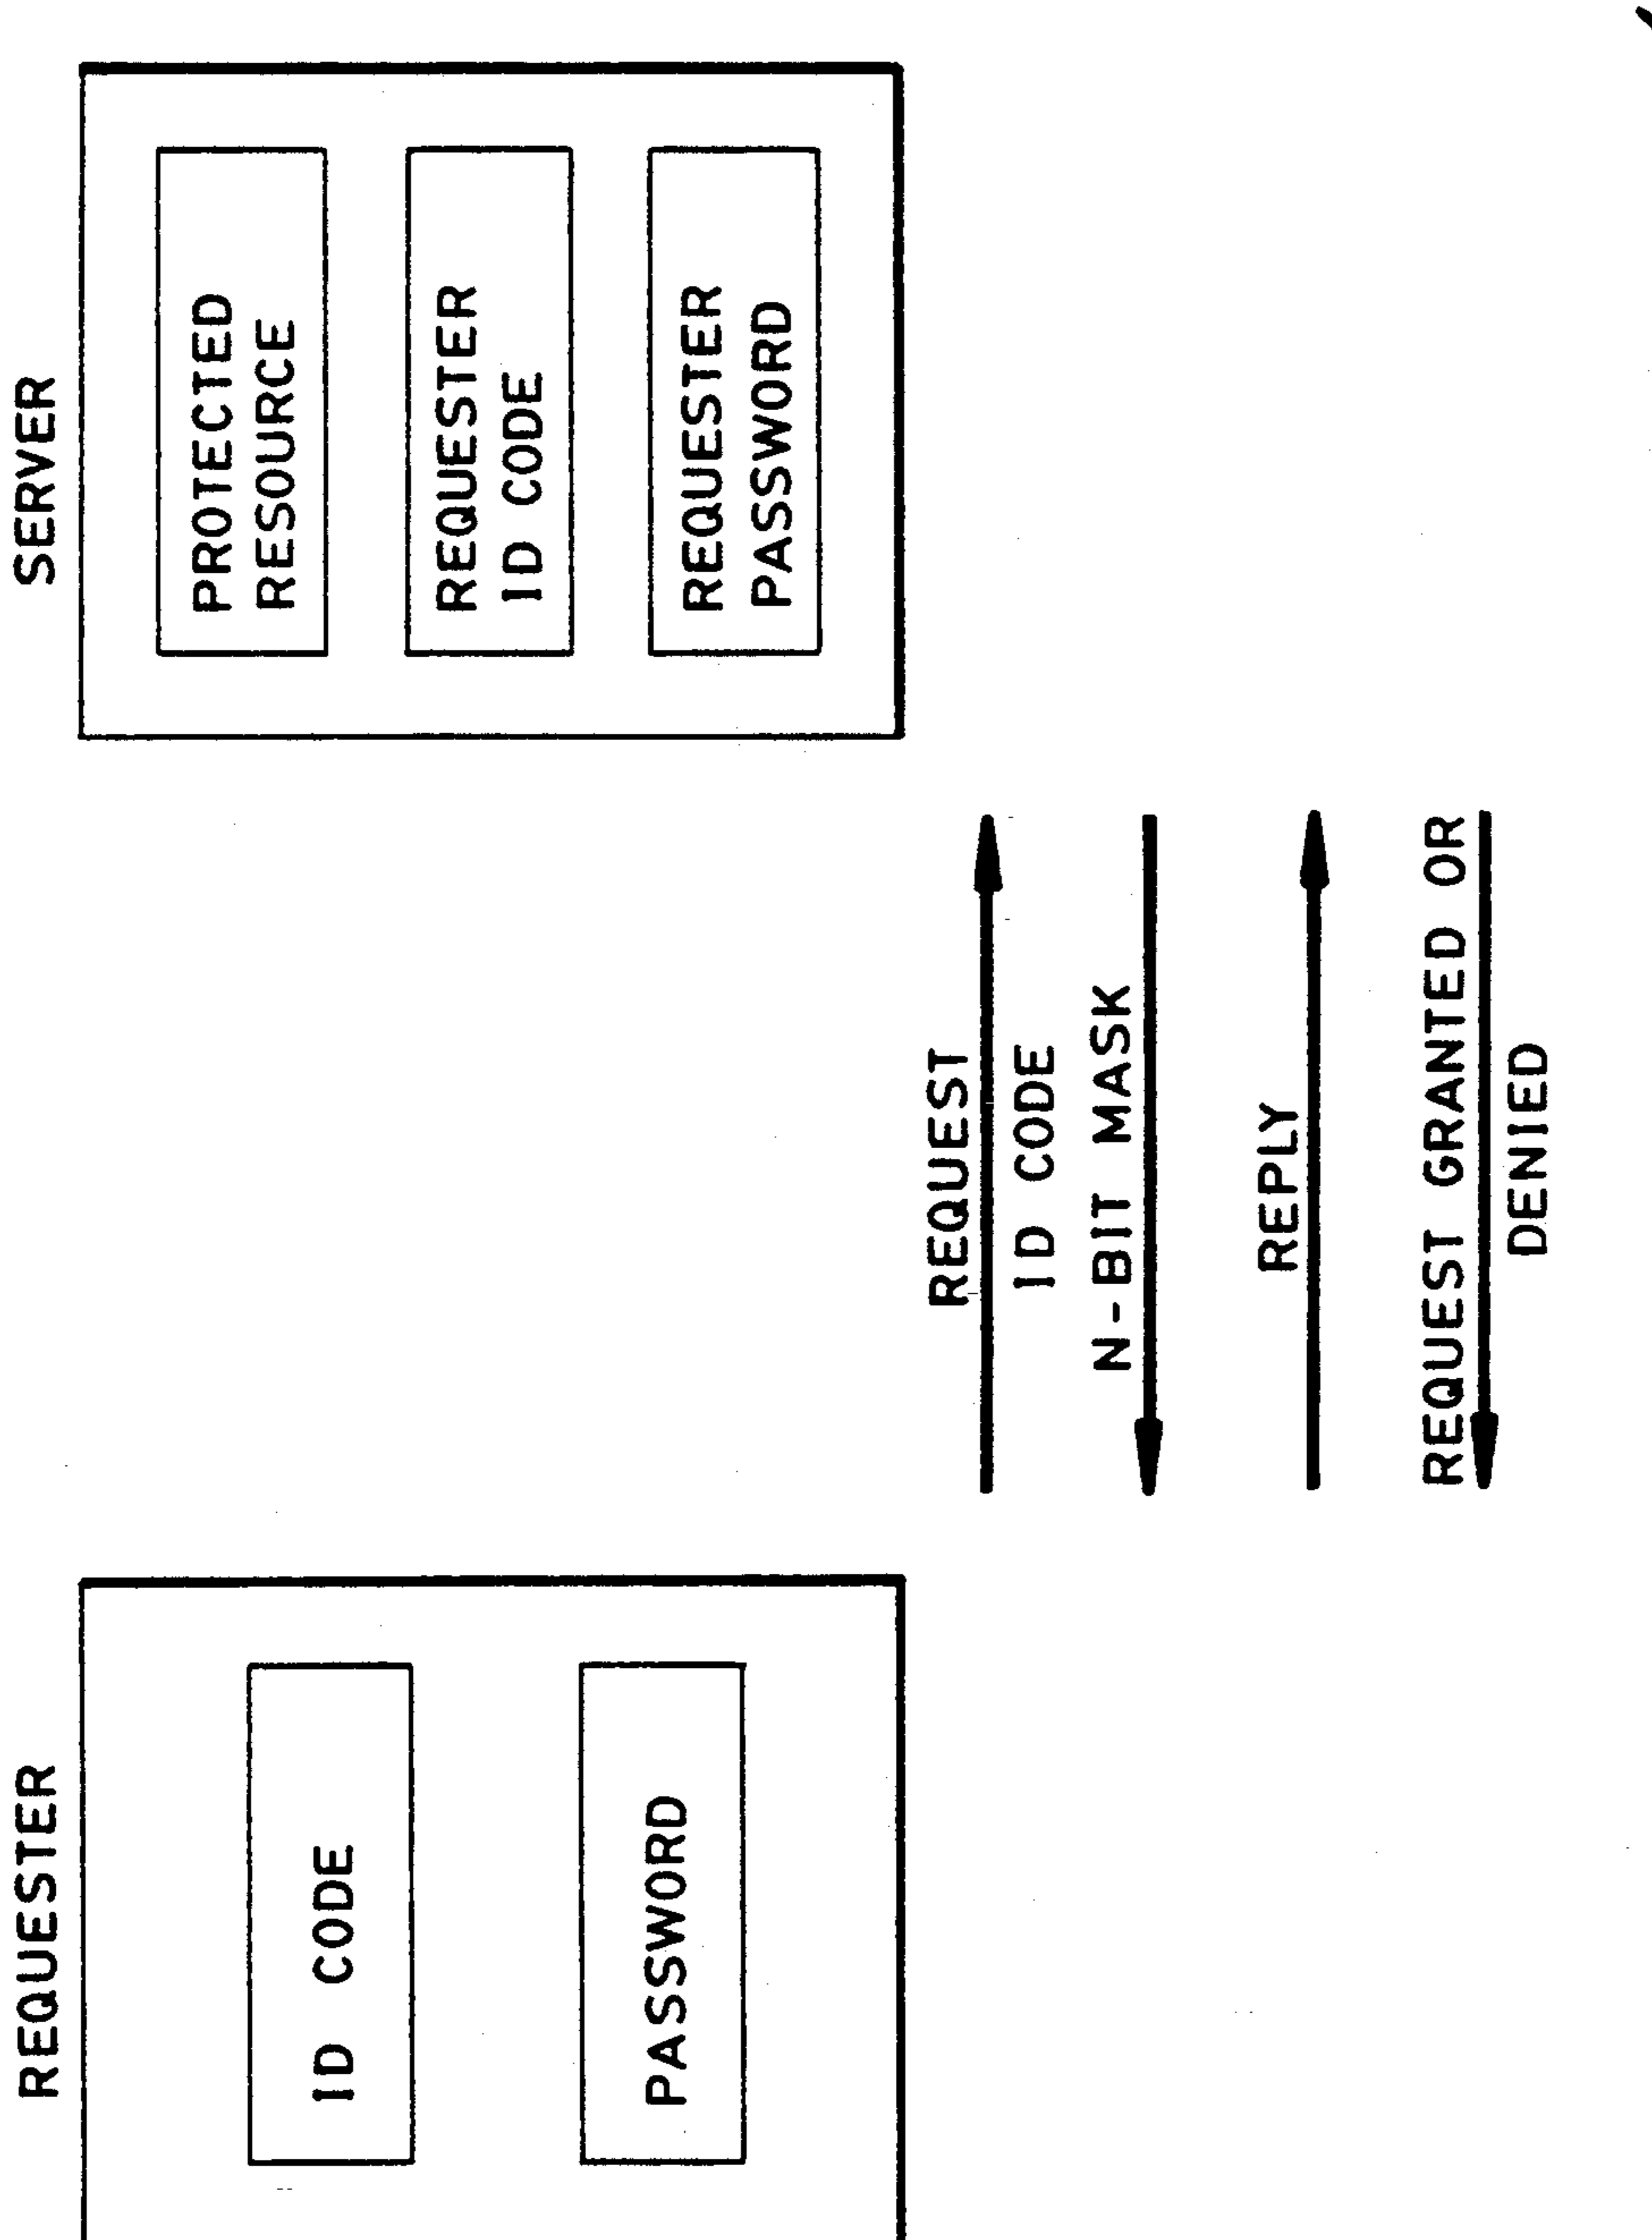 REQUESTER
ID CODE
PASSWORD
SERVER
PROTECTED
RESOURCE
REQUESTER
ID CODE
REQUESTER
PASSWORD
REQUEST
ID CODE
N-BIT MASK
REPLY
REQUEST GRANTED OR
DENIED